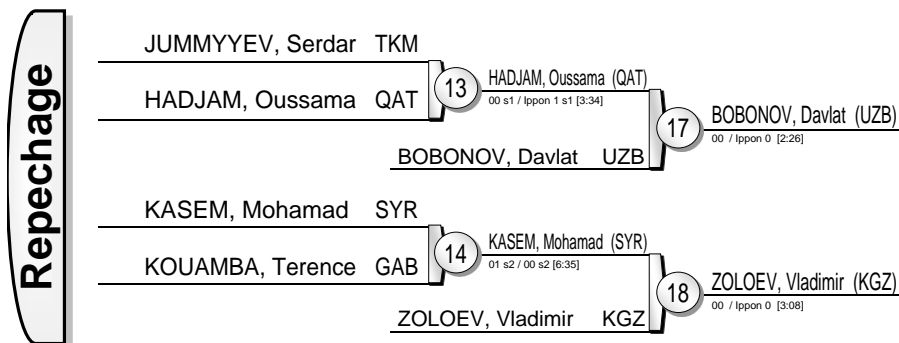 Repechage
JUMMYYEV, Serdar TKM
HADJAM, Oussama QAT
13
HADJAM, Oussama (QAT)
00 s1 / Ippon 1 s1 [3:34]
BOBONOV, Davlat UZB
17
BOBONOV, Davlat (UZB)
00 / Ippon 0 [2:26]
KASEM, Mohamad SYR
KOUAMBA, Terence GAB
14
KASEM, Mohamad (SYR)
01 s2 / 00 s2 [6:35]
ZOLOEV, Vladimir KGZ
18
ZOLOEV, Vladimir (KGZ)
00 / Ippon 0 [3:08]